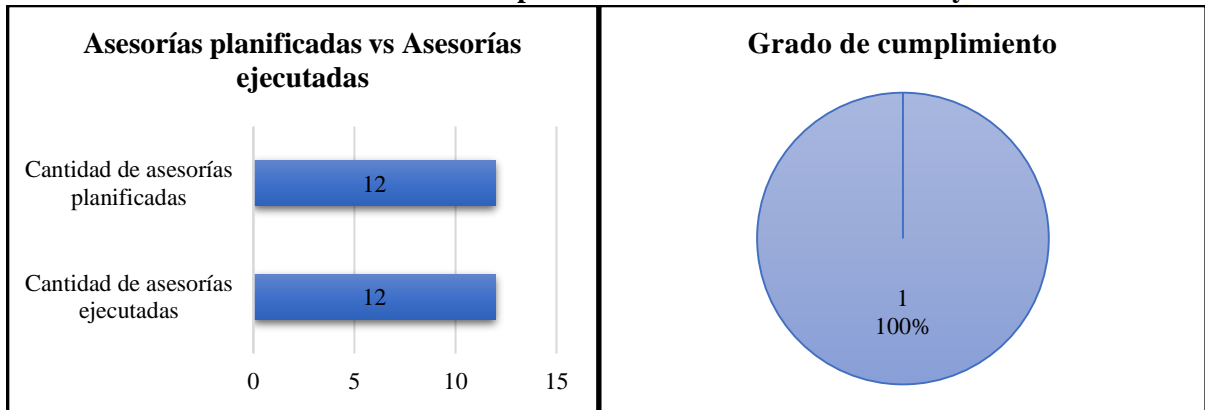 Asesorías planificadas vs Asesorías
ejecutadas
Cantidad de asesorías
planificadas
12
Cantidad de asesorías
ejecutadas
12
0 5 10 15
Grado de cumplimiento
1
100%